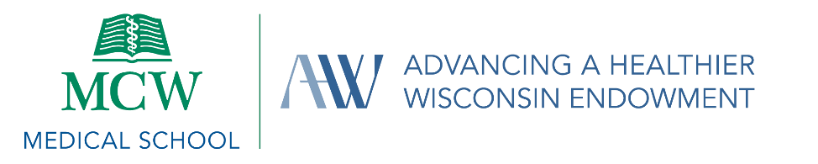 MCW
MEDICAL SCHOOL
AW
ADVANCING A HEALTHIER
WISCONSIN ENDOWMENT